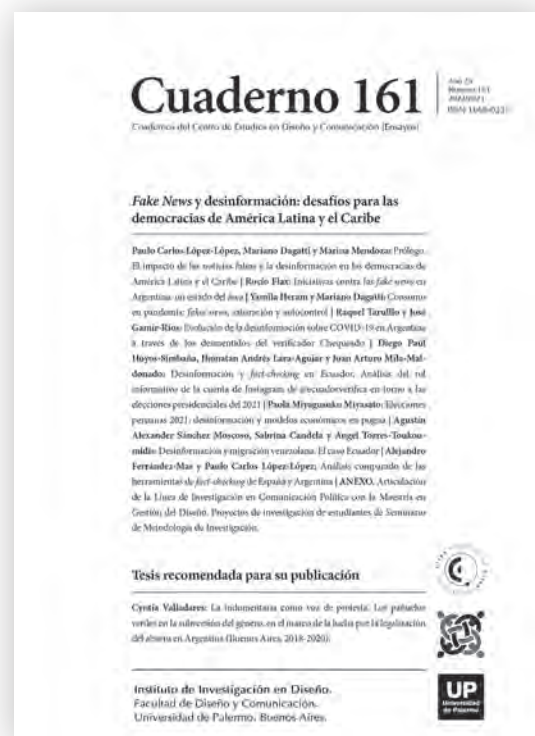 Cuaderno 161
Cuadernos del Centro de Estudios en Diseño y Comunicación [Ensayos]
Fake News y desinformación: desafíos para las
democracias de América Latina y el Caribe
Paulo Carlos López-López, Mariano Dagatti y Marina Mendoza: Prólogo.
El impacto de las noticias falsas y la desinformación en las democracias de
América Latina y el Caribe | Rocío Flax: Iniciativas contra las fake news en
Argentina: un estado del área | Yamila Heram y Mariano Dagatti: Consumo
en pandemia: fake news, saturación y autocontrol | Raquel Tarullo y José
Gamir-Ríos: Evolución de la desinformación sobre COVID-19 en Argentina
a través de los desmentidos del verificador Chequeado | Diego Paúl
Hoyos-Simbaña, Jhonatan Andrés Lara-Aguiar y Juan Arturo Mila-Mal-
donado: Desinformación y fact-checking en Ecuador. Análisis del rol
informativo de la cuenta de Instagram de @ecuadorverifica en torno a las
elecciones presidenciales del 2021 | Paola Miyagusuku Miyasato: Elecciones
peruanas 2021: desinformación y modelos económicos en pugna | Agustín
Alexander Sánchez Moscoso, Sabrina Candela y Angel Torres-Toukou-
midis: Desinformación y migración venezolana. El caso Ecuador | Alejandro
Fernández-Mas y Paulo Carlos López-López: Análisis comparado de las
herramientas de fact-checking de España y Argentina | ANEXO. Articulación
de la Línea de Investigación en Comunicación Política con la Maestría en
Gestión del Diseño. Proyectos de investigación de estudiantes de Seminarios
de Metodología de Investigación.
Tesis recomendada para su publicación
Cyntia Valladares: La indumentaria como voz de protesta. Los pañuelos
verdes en la subversión del género, en el marco de la lucha por la legalización
del aborto en Argentina (Buenos Aires, 2018-2020).
Instituto de Investigación en Diseño.
Facultad de Diseño y Comunicación.
Universidad de Palermo. Buenos Aires.
UP
Universidad
de Palermo